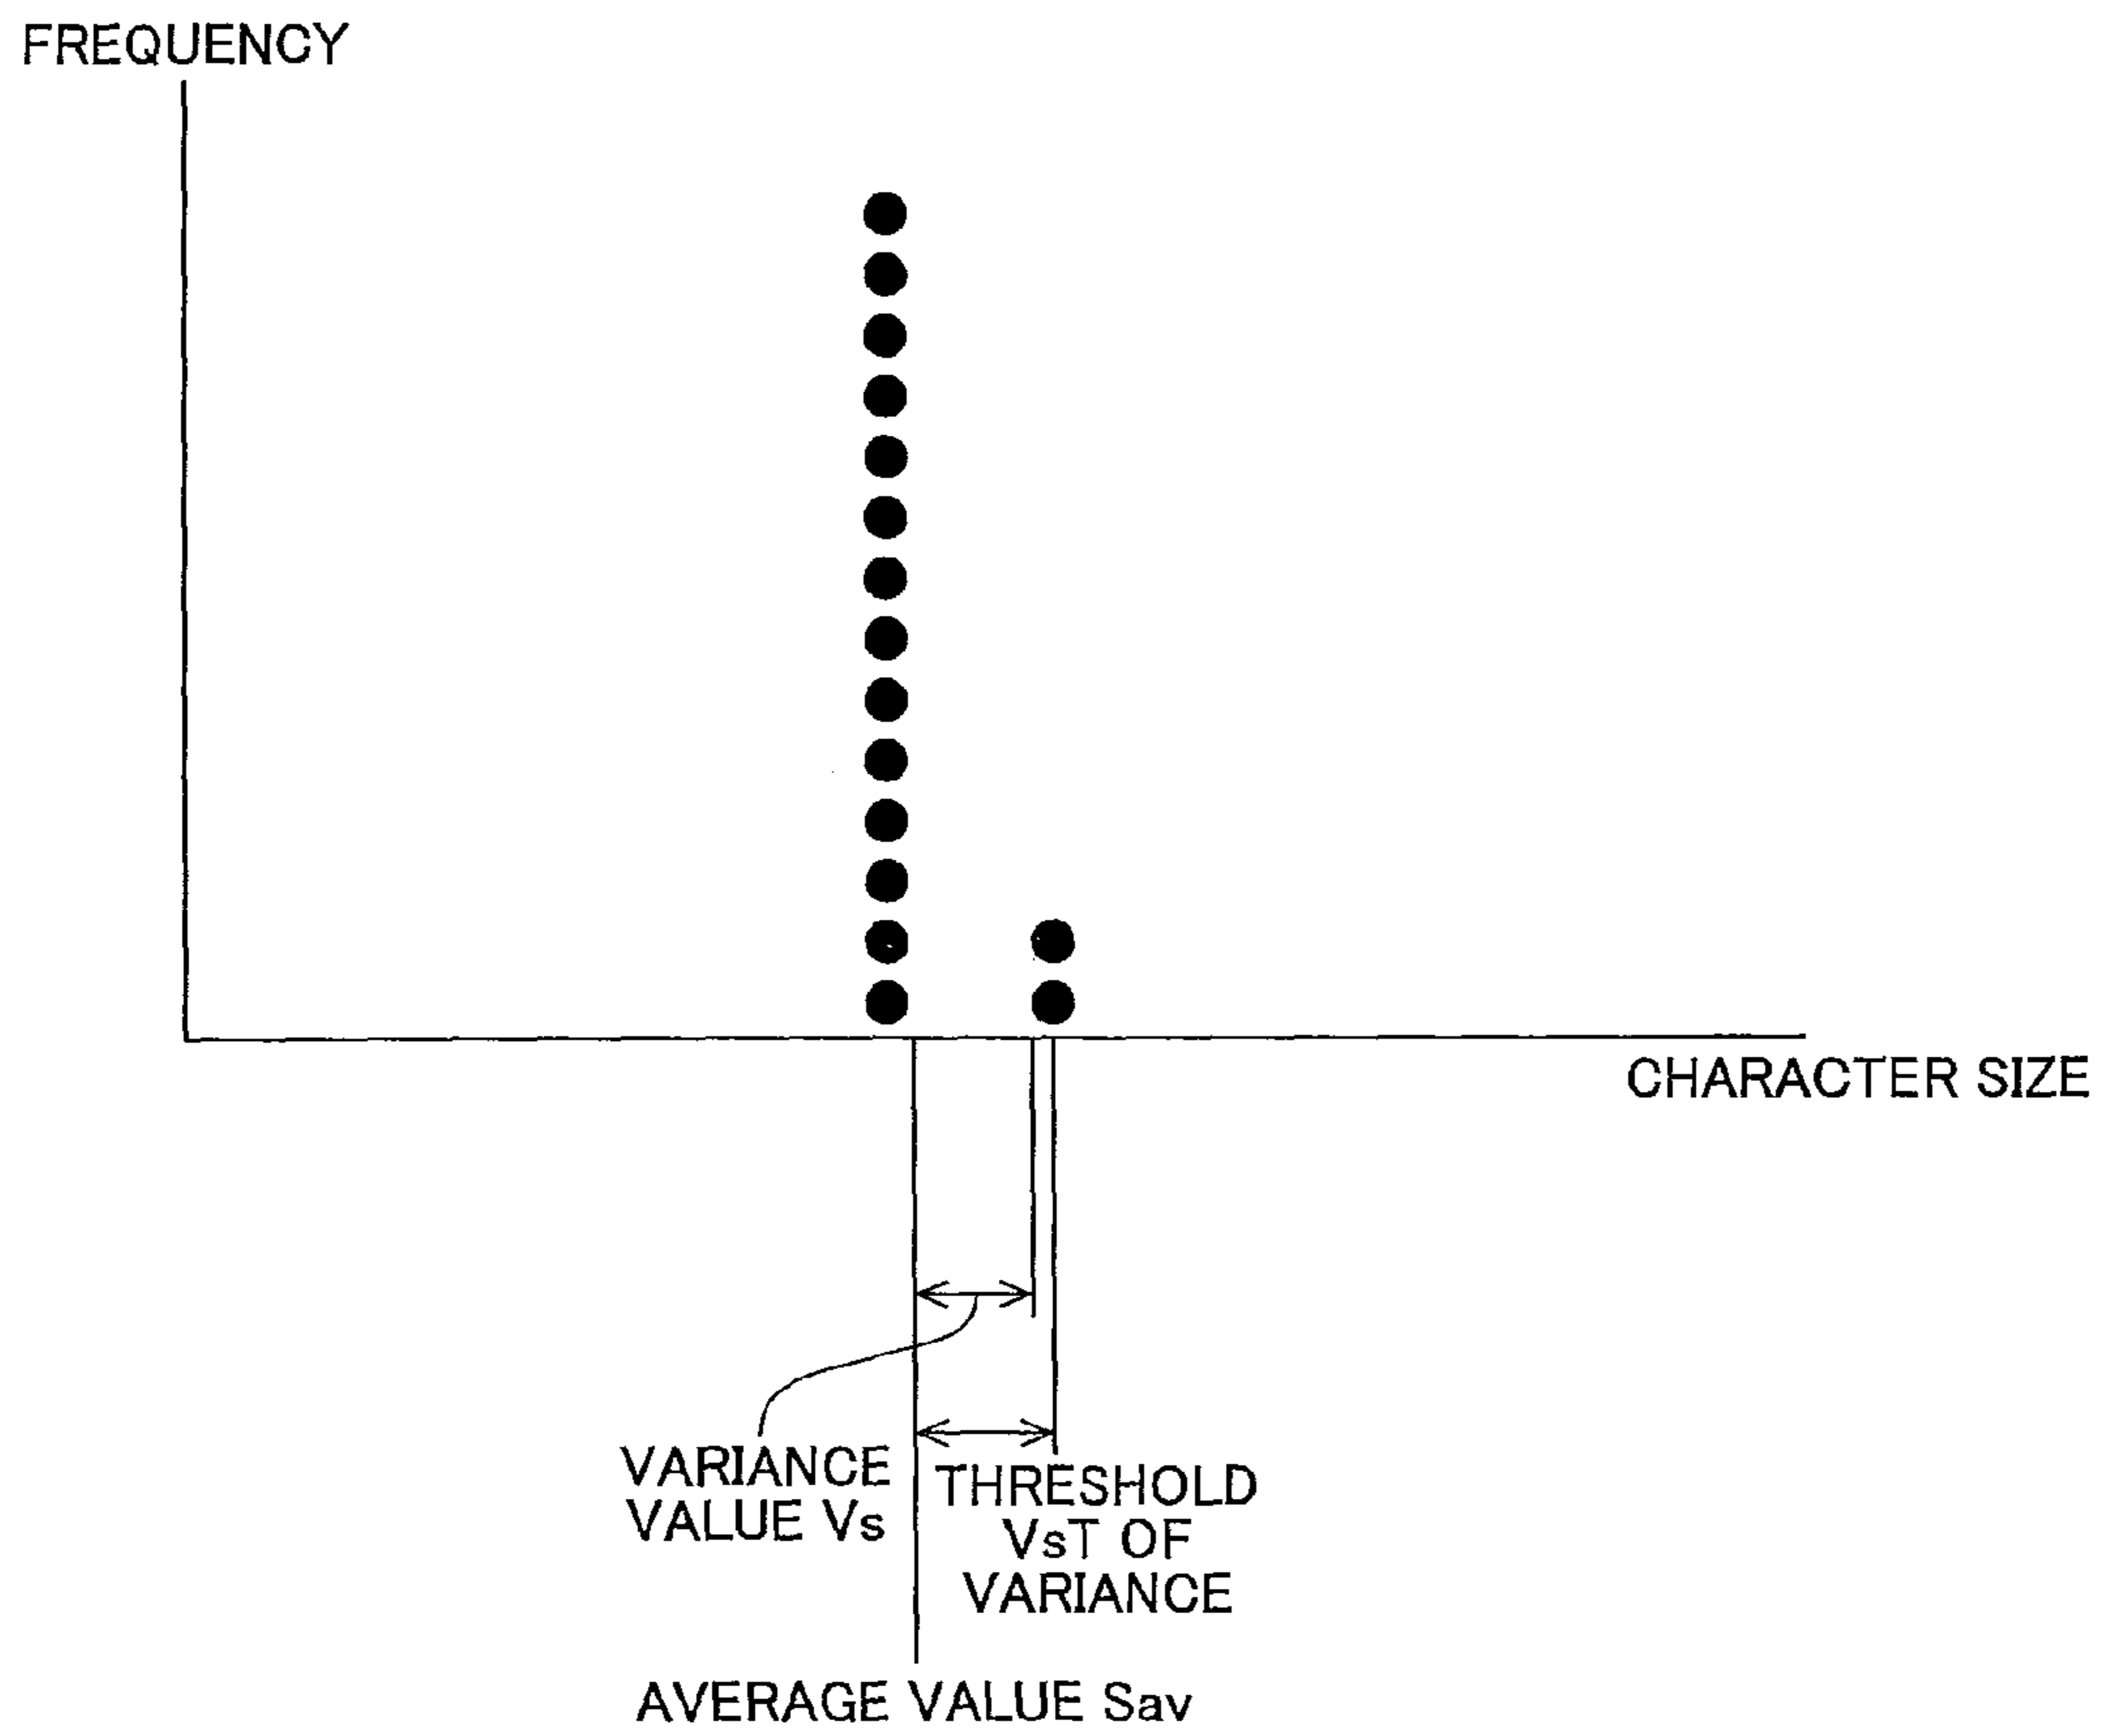 FREQUENCY
CHARACTER SIZE
VARIANCE
VALUE Vs
THRESHOLD
VsT OF
VARIANCE
AVERAGE VALUE Sav